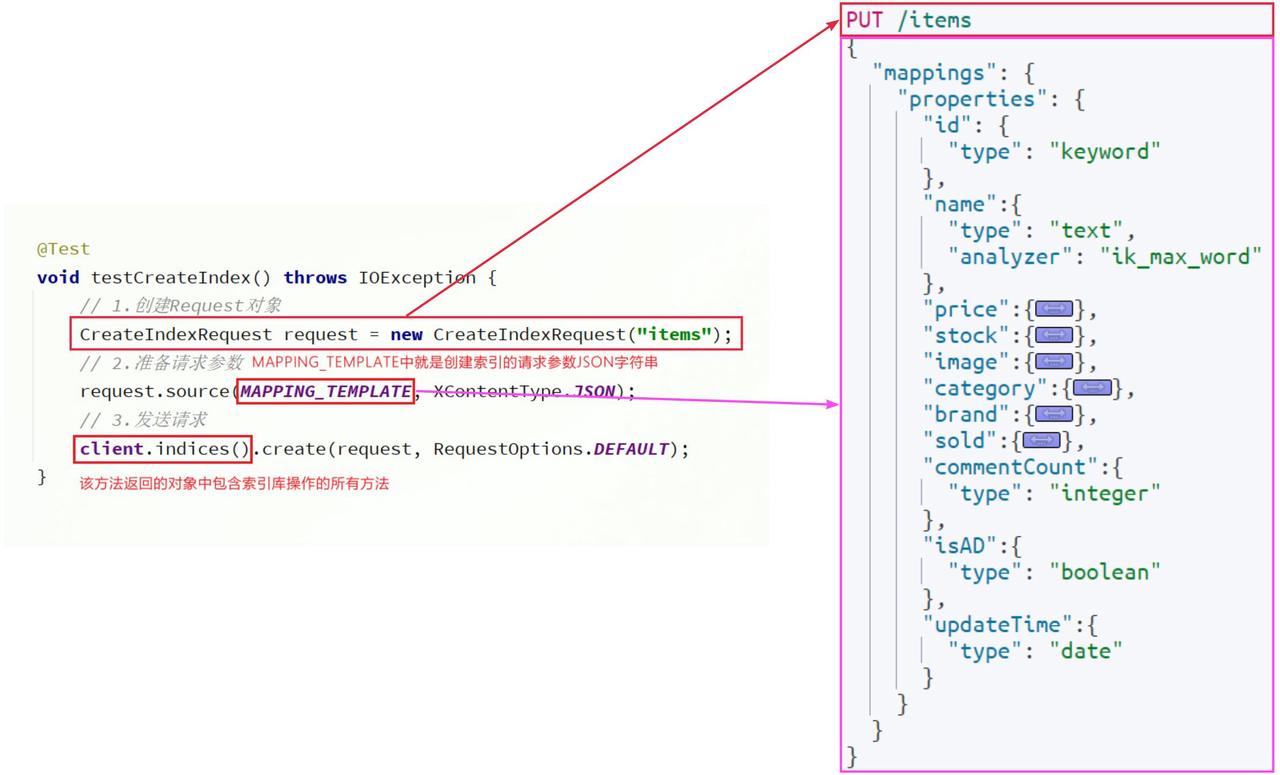 @Test
void testCreateIndex() throws IOException {
// 1.创建Request对象
CreateIndexRequest request = new CreateIndexRequest("items");
// 2.准备请求参数 MAPPING_TEMPLATE中就是创建索引的请求参数JSON字符串
request.source(MAPPING_TEMPLATE, XContentType.JSON);
// 3.发送请求
client.indices().create(request, RequestOptions.DEFAULT);
}
该方法返回的对象中包含索引库操作的所有方法
PUT /items
{
"mappings": {
"properties": {
"id": {
"type": "keyword"
},
"name":{
"type": "text",
"analyzer": "ik_max_word"
},
"price":{},
"stock":{},
"image":{},
"category":{},
"brand":{},
"sold":{},
"commentCount":{
"type": "integer"
},
"isAD":{
"type": "boolean"
},
"updateTime":{
"type": "date"
}
}
}
}